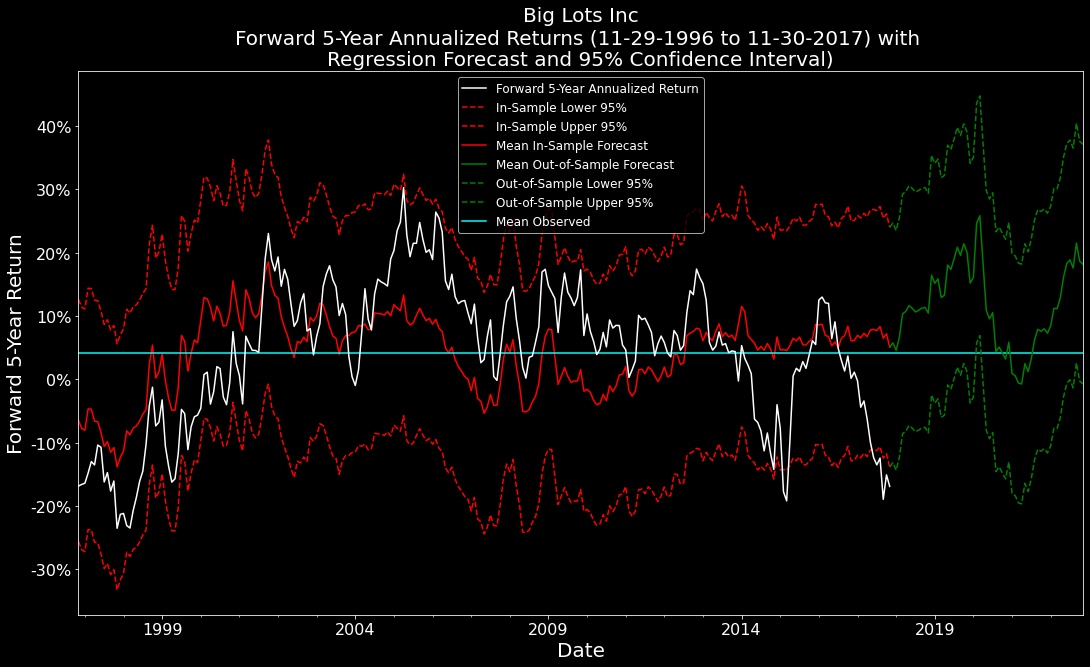 Big Lots Inc
Forward 5-Year Annualized Returns (11-29-1996 to 11-30-2017) with
Regression Forecast and 95% Confidence Interval)
Forward 5-Year Annualized Return
In-Sample Lower 95%
In-Sample Upper 95%
Mean In-Sample Forecast
Mean Out-of-Sample Forecast
Out-of-Sample Lower 95%
Out-of-Sample Upper 95%
Mean Observed
Forward 5-Year Return
40%
30%
20%
10%
0%
-10%
-20%
-30%
1999
2004
2009
2014
2019
Date